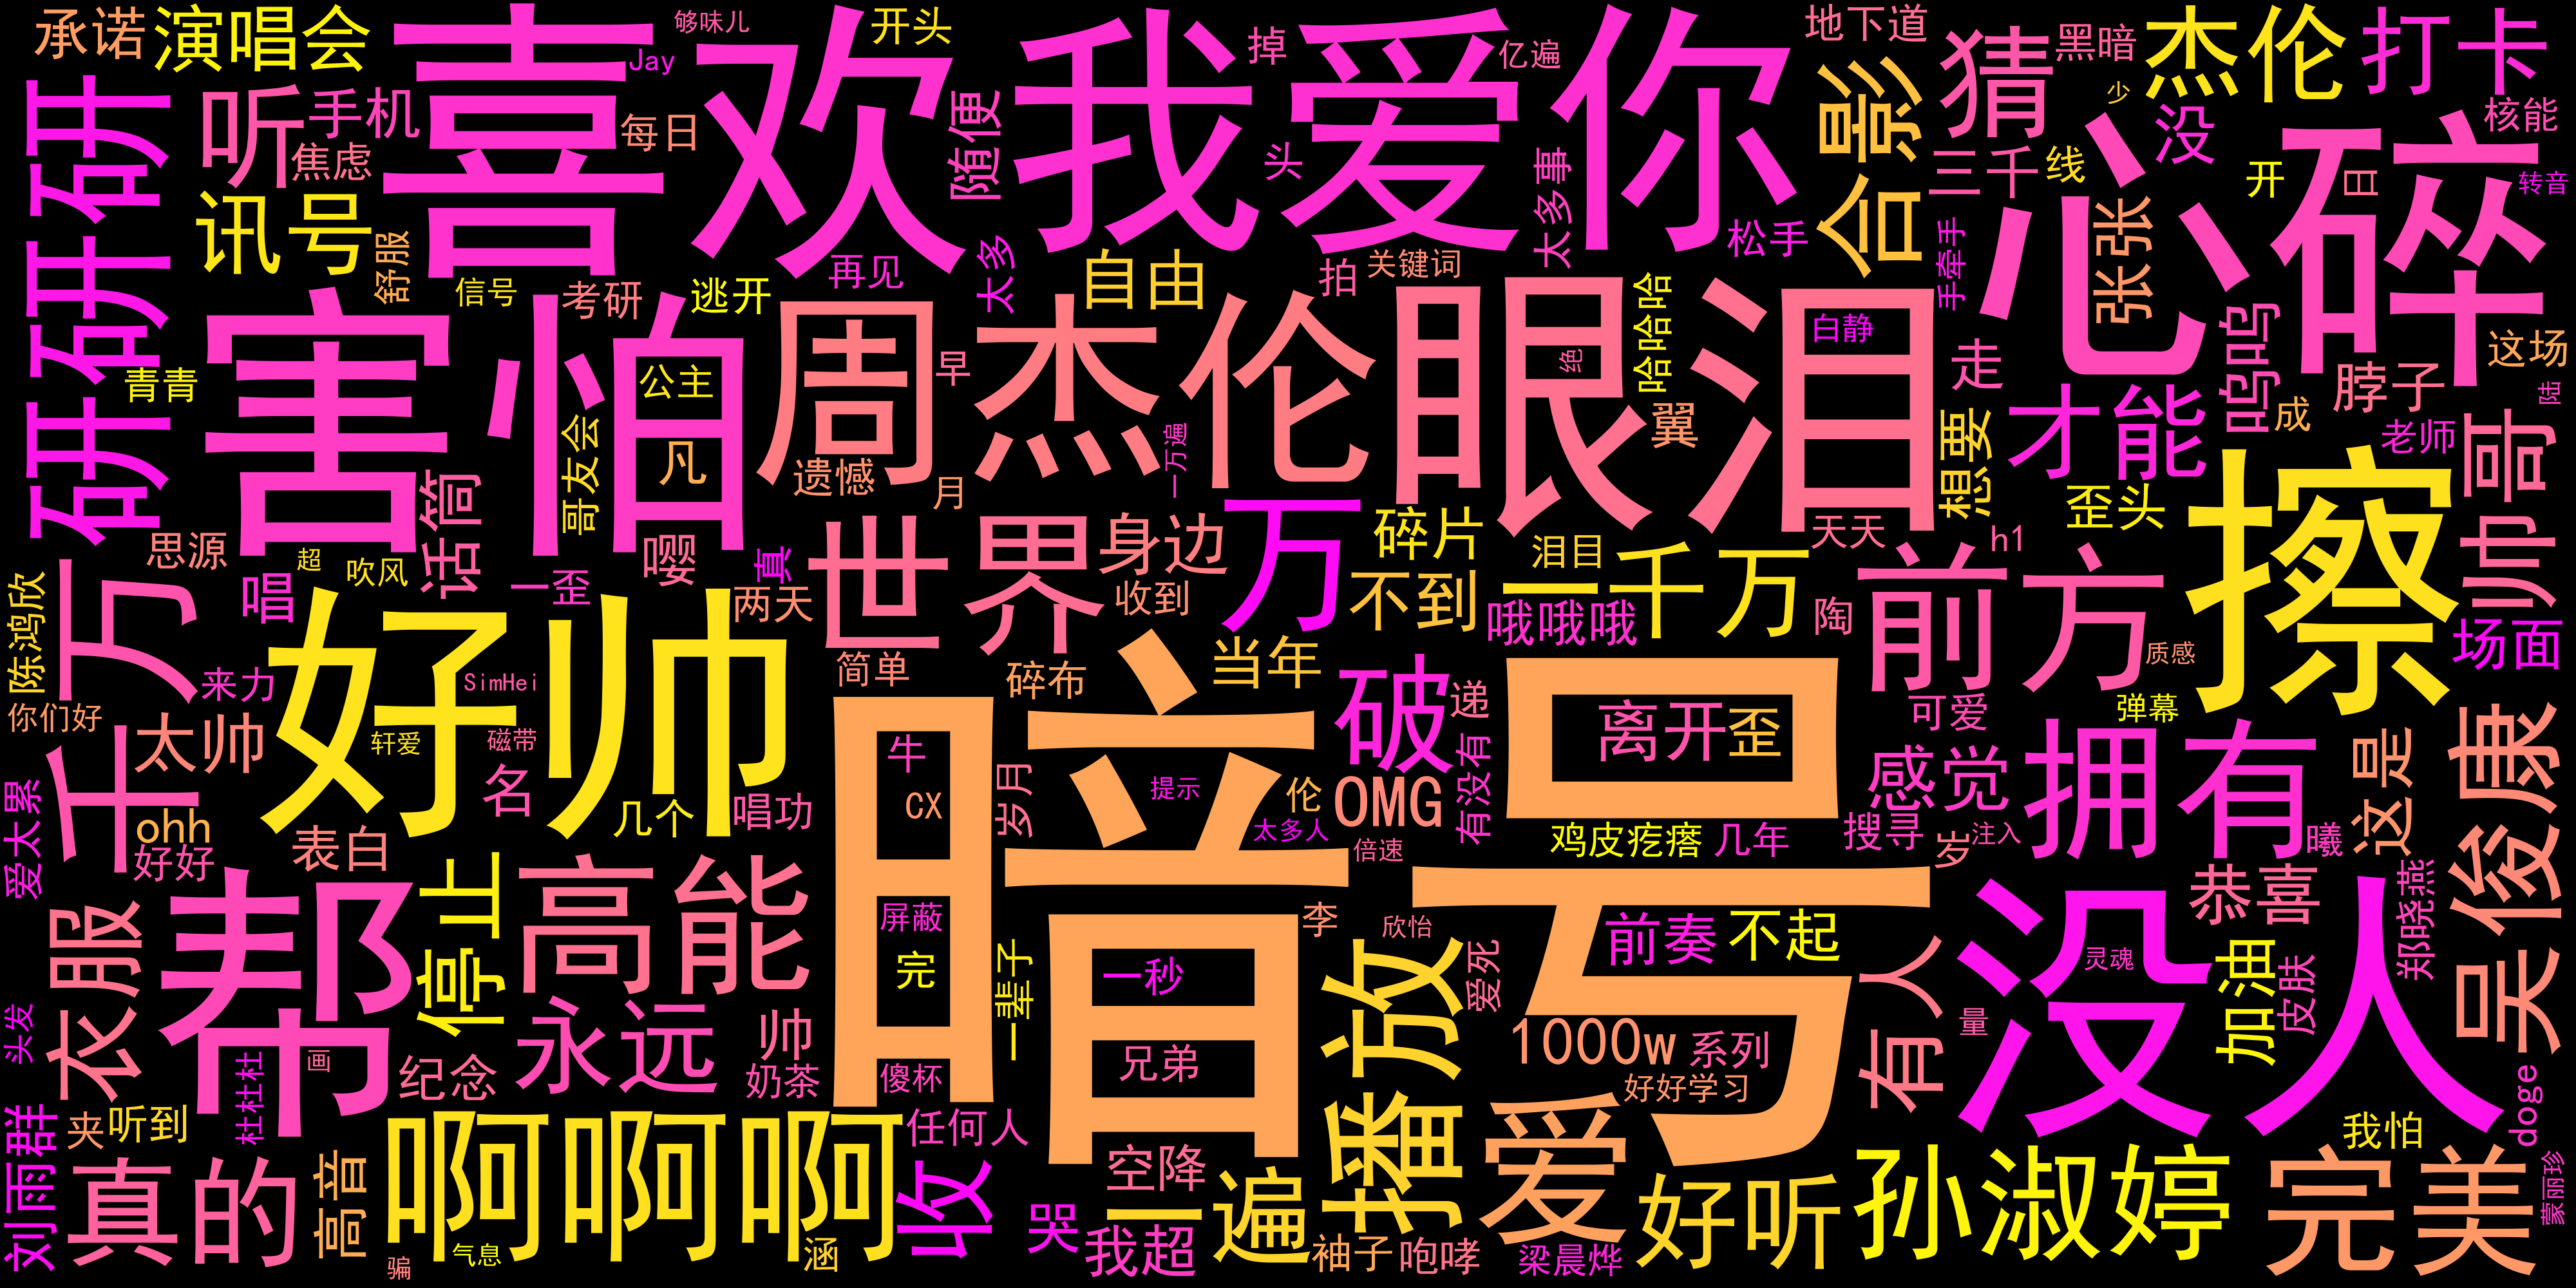 承诺
演唱会
喜欢
够味儿
Jay
开头
我爱你
掉
亿遍
地下道
合影
猜
黑暗
杰伦
打卡
少
核能
研研研
听
手机
焦虑
每日
随便
头
太多事
三千
线
没
心碎
开
日
转音
讯号
舒服
信号
考研
逃开
再见
太多
自由
拍
关键词
松手
手牵手
张张
哈哈哈
白静
呜呜
这场
青青
害怕
公主
周杰伦
早
眼泪
绝
走
才能
脖子
陆
成
老师
帅哥
哥友会
凡
遗憾
月
一万遍
翼
想要
歪头
擦
话筒
思源
超
吹风
一歪
嘤
真
世界
身边
万
碎片
泪目
天天
h1
陈鸿欣
千万
唱
好帅
两天
收到
不到
一千万
哦哦哦
陶
前方
质感
场面
来力
SimHei
简单
碎布
当年
破
递
离开
歪
可爱
弹幕
你们好
太帅
轩爱
磁带
暗号
牛
岁月
提示
伦
OMG
有没有
感觉
拥有
这是
吴俊康
爱太累
ohh
好好
表白
名
几个
唱功
cx
太多人
倍速
鸡皮疙瘩
几年
搜寻
岁
注入
曦
衣服
帮
停止
高能
屏蔽
完
李
欣怡
播放
前奏
不起
有人
没人
灵魂
恭喜
郑晓燕
加油
皮肤
头发
杜杜杜
画
纪念
永远
帅
奶茶
傻杯
一辈子
一秒
兄弟
爱死
1000w
系列
好好学习
量
doge
刘雨群
夹
听到
真的
高音
骗
啊啊啊
气息
涵
任何人
收
哭
空降
我超
一遍
袖子
咆哮
爱
梁晨烨
好听
孙淑婷
我怕
完美
蒙丽珍